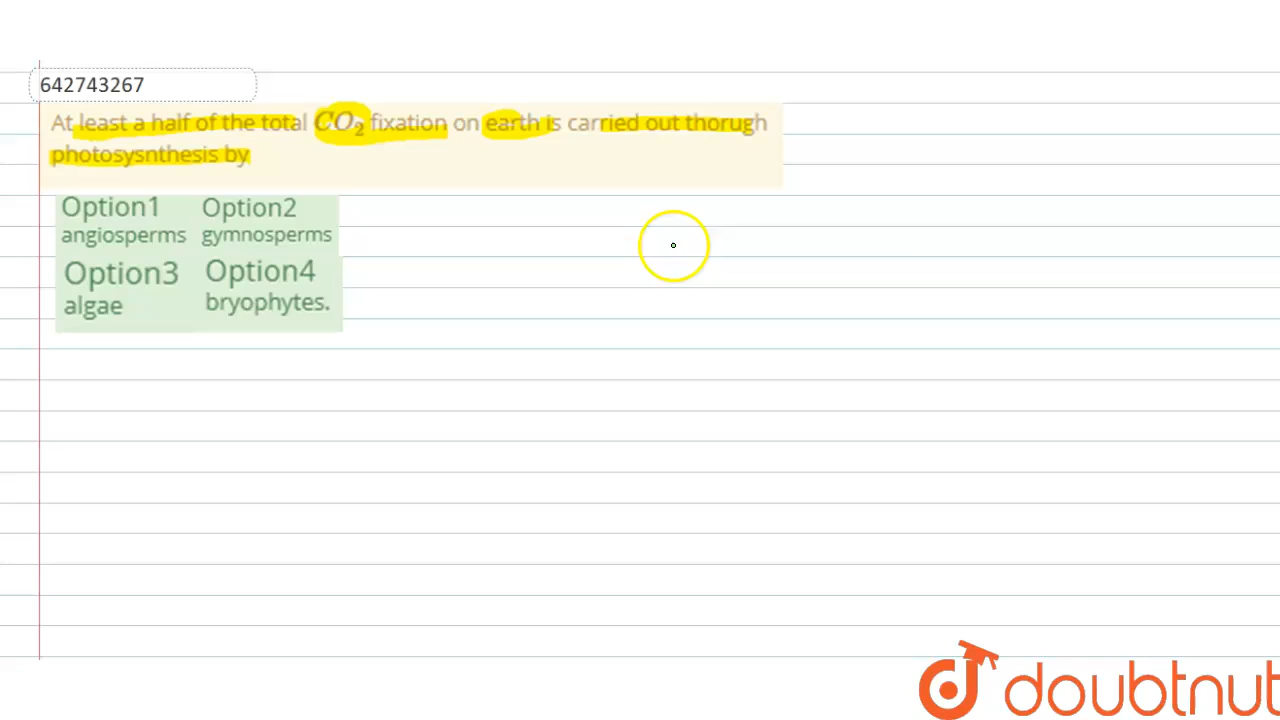 642743267
At least a half of the total CO₂ fixation on earth is carried out thorugh
photosysnthesis by
Option1 Option2
angiosperms gymnosperms
Option3 Option4
algae bryophytes.
doubtnut